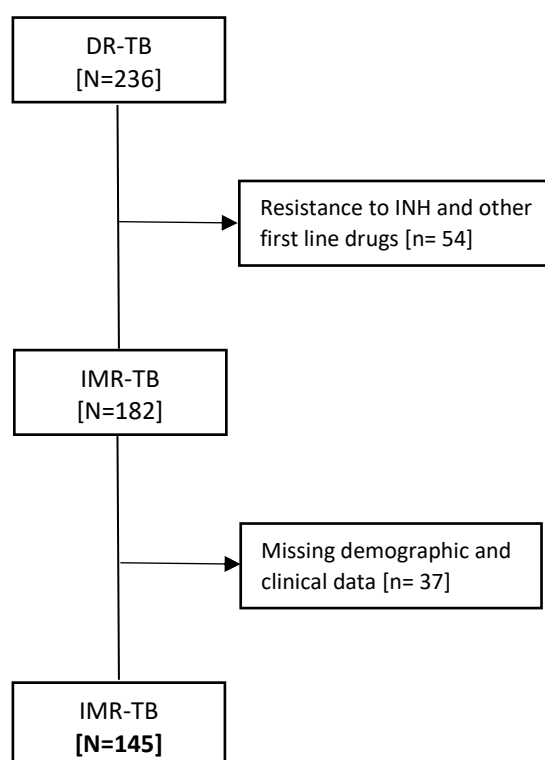 DR-TB
[N=236]
Resistance to INH and other
first line drugs [n= 54]
IMR-TB
[N=182]
Missing demographic and
clinical data [n= 37]
IMR-TB
[N=145]